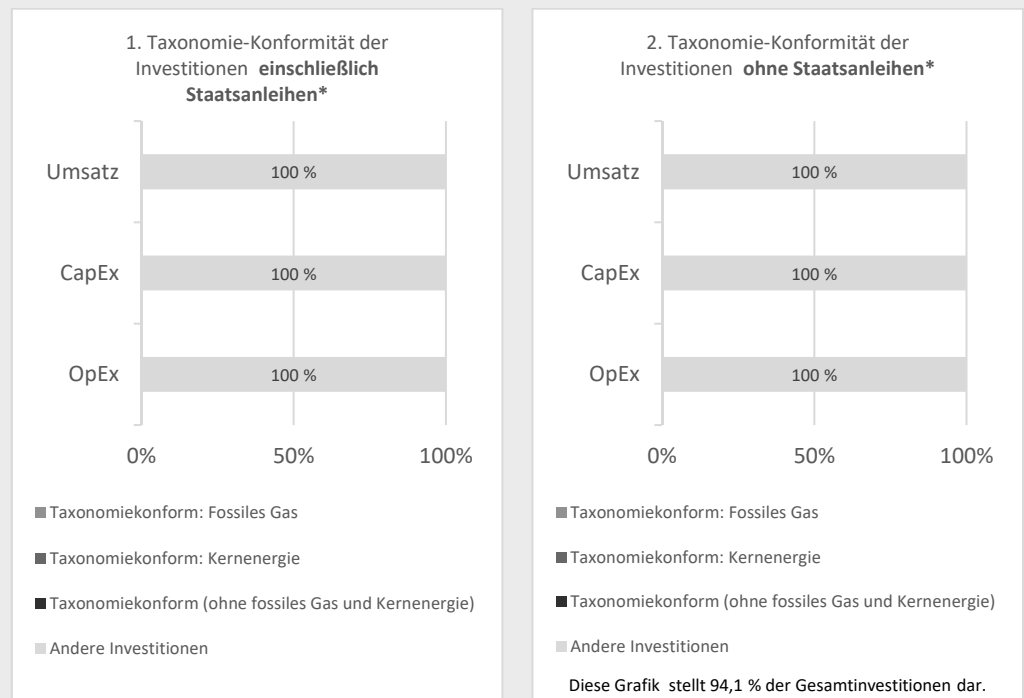 1. Taxonomie-Konformität der
Investitionen einschließlich
Staatsanleihen*
Umsatz
100 %
CapEx
100 %
OpEx
100 %
0%
50%
100%
Taxonomiekonform: Fossiles Gas
Taxonomiekonform: Kernenergie
Taxonomiekonform (ohne fossiles Gas und Kernenergie)
Andere Investitionen
2. Taxonomie-Konformität der
Investitionen ohne Staatsanleihen*
Umsatz
100 %
CapEx
100 %
OpEx
100 %
0%
50%
100%
Taxonomiekonform: Fossiles Gas
Taxonomiekonform: Kernenergie
Taxonomiekonform (ohne fossiles Gas und Kernenergie)
Andere Investitionen
Diese Grafik stellt 94,1 % der Gesamtinvestitionen dar.